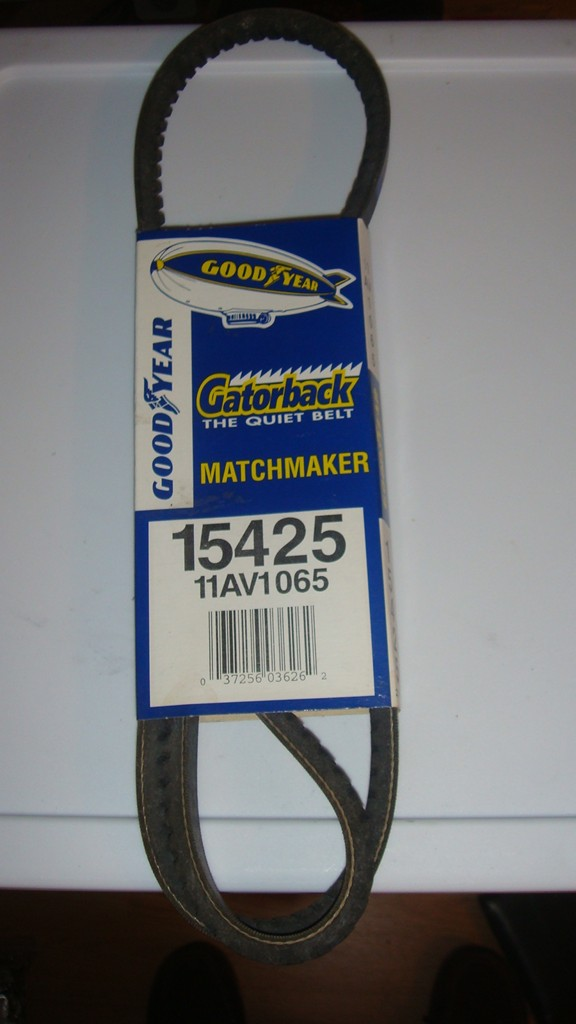 GOODYEAR
GOODYEAR
Gatorback
THE QUIET BELT
MATCHMAKER
15425
11AV1065
0 37256 03626 2